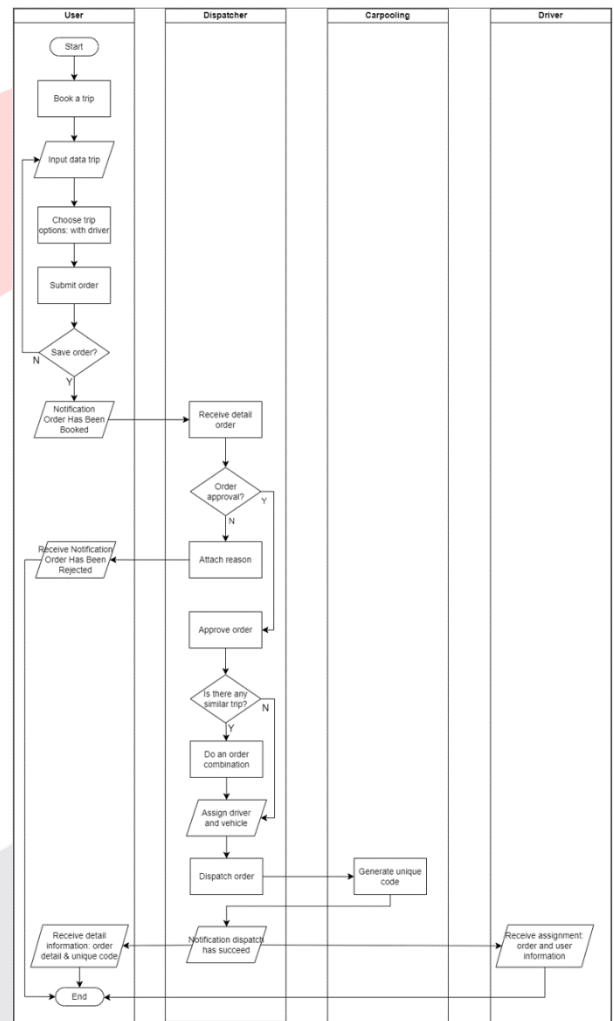 User
Dispatcher
Carpooling
Driver
Start
Book a trip
Input data trip
Choose trip
options: with driver
Submit order
Save order?
N
Y
Notification
Order Has Been
Booked
Receive detail
order
Order
approval?
Y
N
Receive Notification
Order Has Been
Rejected
Attach reason
Approve order
Is there any
similar trip?
N
Y
Do an order
combination
Assign driver
and vehicle
Dispatch order
Generate unique
code
Receive detail
information: order
detail & unique code
Notification dispatch
has succeed
Receive assignment:
order and user
information
End